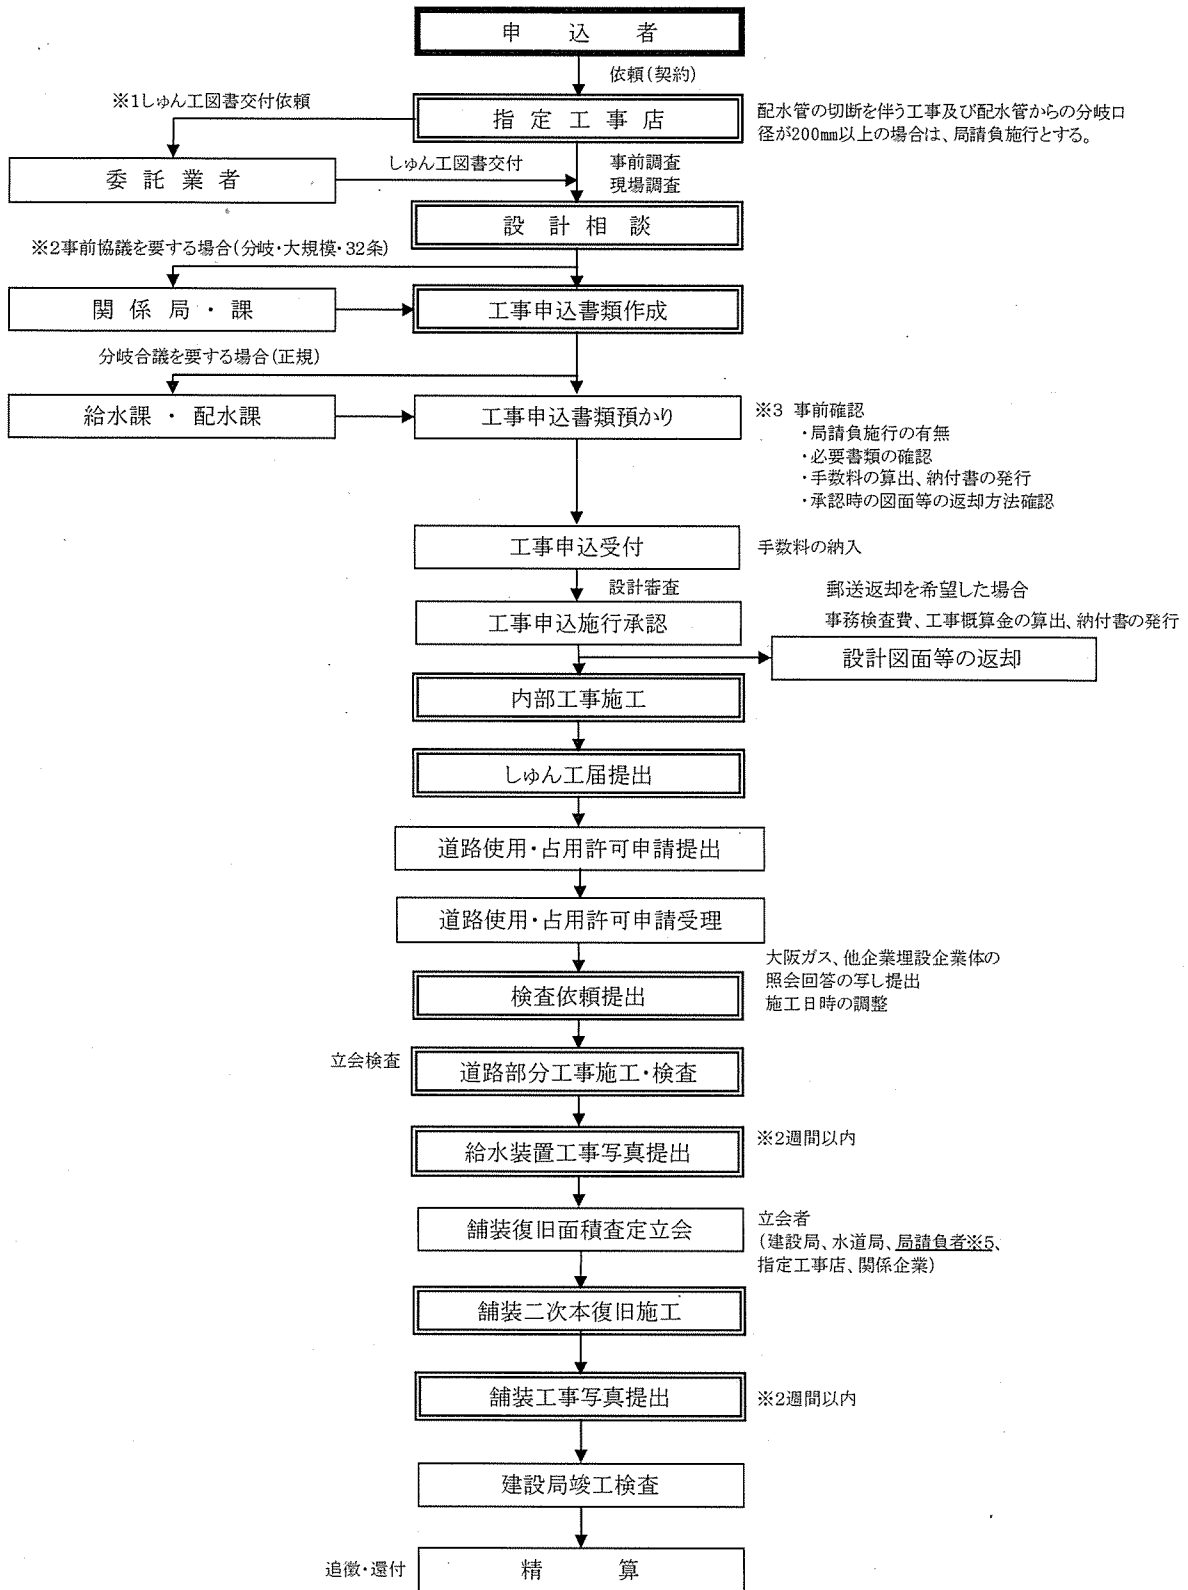 申込者
依頼(契約)
※1しゅん工図書交付依頼
指定工事店
配水管の切断を伴う工事及び配水管からの分岐口
径が200mm以上の場合は、局請負施行とする。
委託業者
しゅん工図書交付
事前調査
現場調査
設計相談
※2事前協議を要する場合(分岐・大規模・32条)
関係局・課
工事申込書類作成
分岐合議を要する場合(正規)
給水課・配水課
工事申込書類預かり
※3 事前確認
・局請負施行の有無
・必要書類の確認
・手数料の算出、納付書の発行
・承認時の図面等の返却方法確認
工事申込受付
手数料の納入
設計審査
郵送返却を希望した場合
工事申込施行承認
事務検査費、工事概算金の算出、納付書の発行
設計図面等の返却
内部工事施工
しゅん工届提出
道路使用・占用許可申請提出
道路使用・占用許可申請受理
大阪ガス、他企業埋設企業体の
照会回答の写し提出
施工日時の調整
検査依頼提出
立会検査
道路部分工事施工・検査
給水装置工事写真提出
※2週間以内
舗装復旧面積査定立会
立会者
(建設局、水道局、局請負者※5、
指定工事店、関係企業)
舗装二次本復旧施工
舗装工事写真提出
※2週間以内
建設局竣工検査
追徴・還付
精算